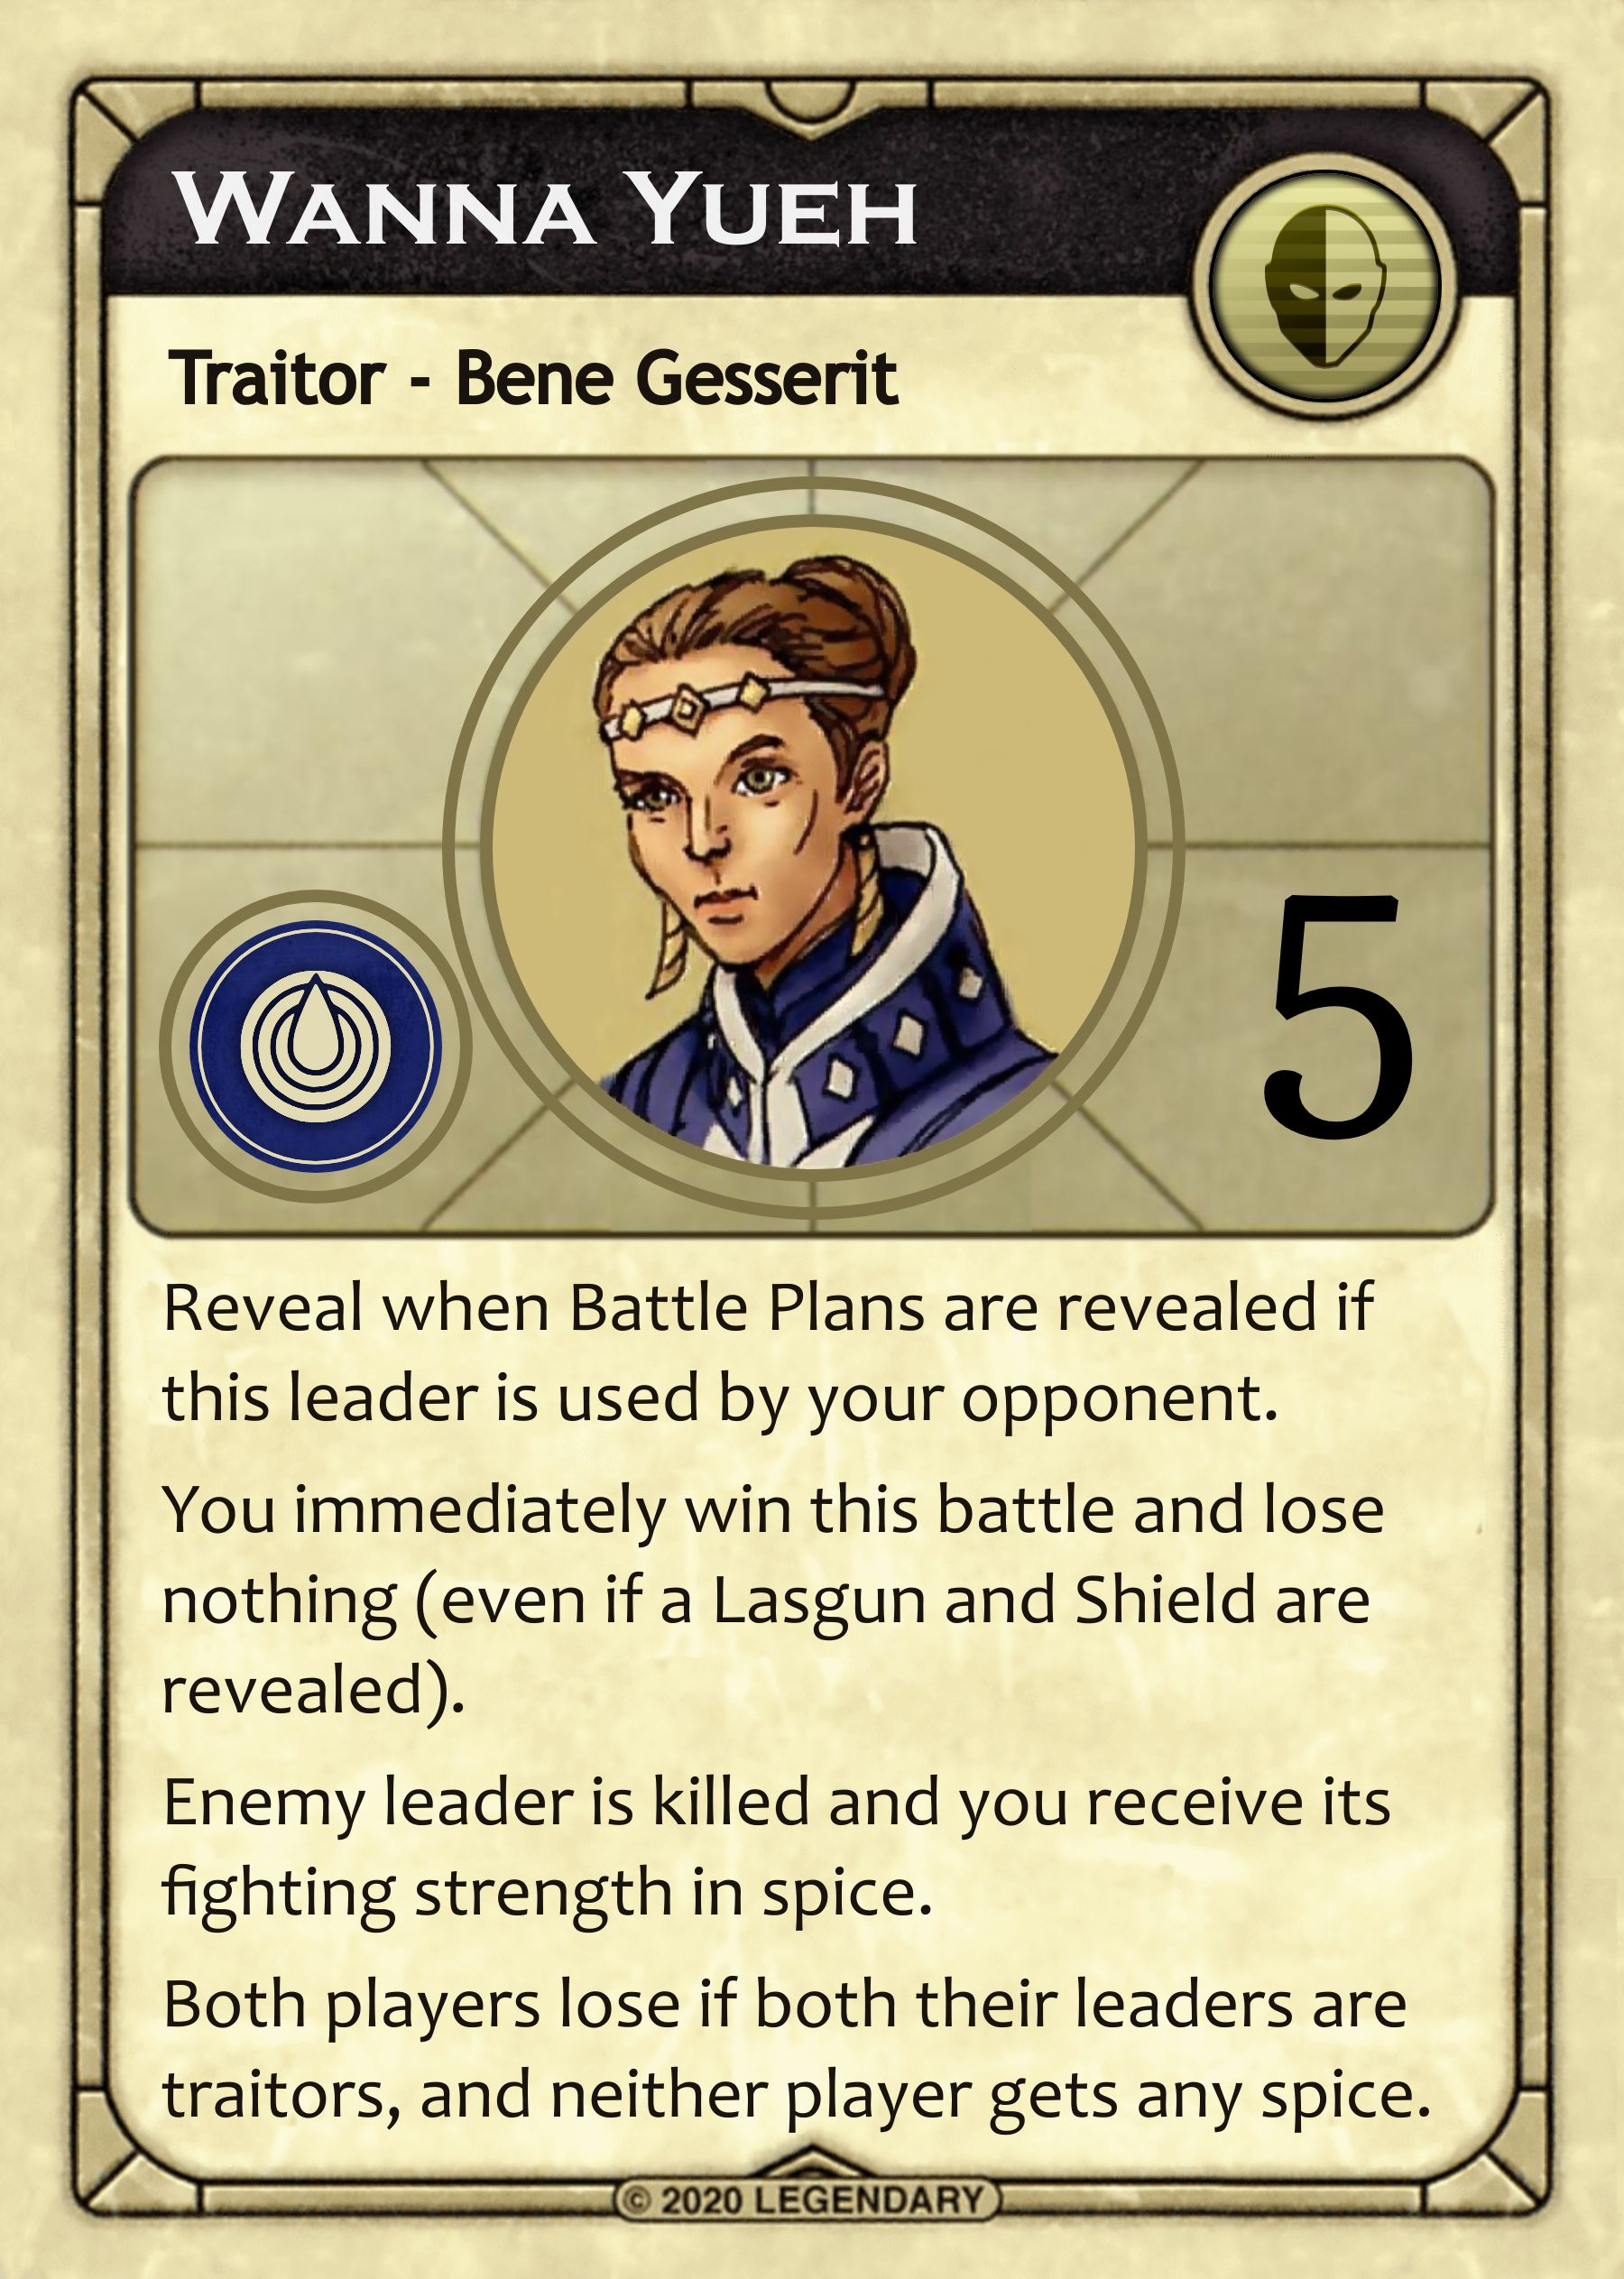 Wanna Yueh
Traitor - Bene Gesserit
5
Reveal when Battle Plans are revealed if
this leader is used by your opponent.
You immediately win this battle and lose
nothing (even if a Lasgun and Shield are
revealed).
Enemy leader is killed and you receive its
fighting strength in spice.
Both players lose if both their leaders are
traitors, and neither player gets any spice.
© 2020 LEGENDARY